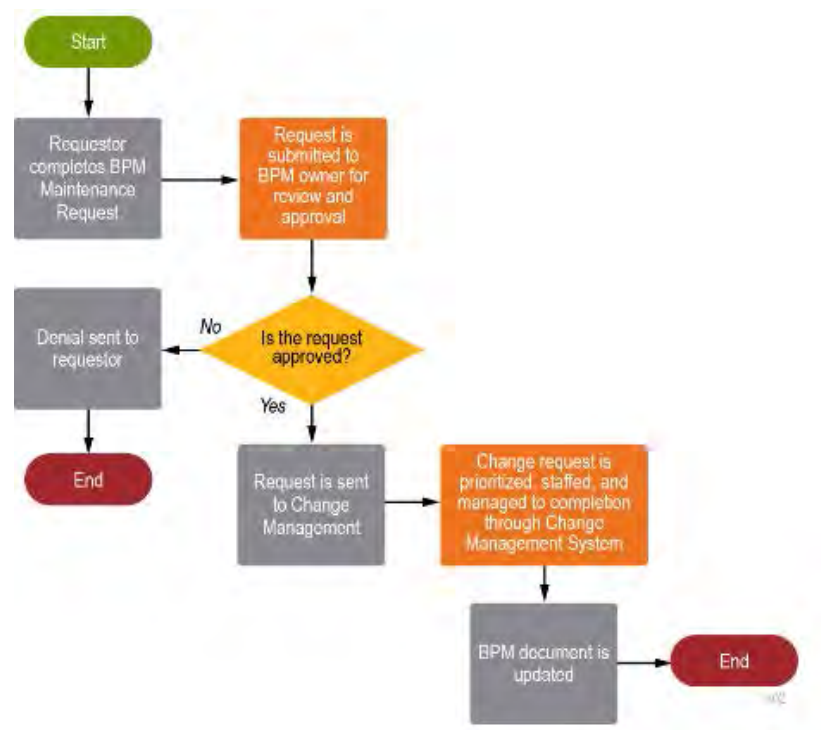 Start
Requestor
completes BPM
Maintenance
Request
Request is
submitted to
BPM owner for
review and
approval
Denial sent to
requestor
No
Is the request
approved?
Yes
End
Request is sent
to Change
Management
Change request is
prioritized, staffed, and
managed to completion
through Change
Management System
BPM document is
updated
End